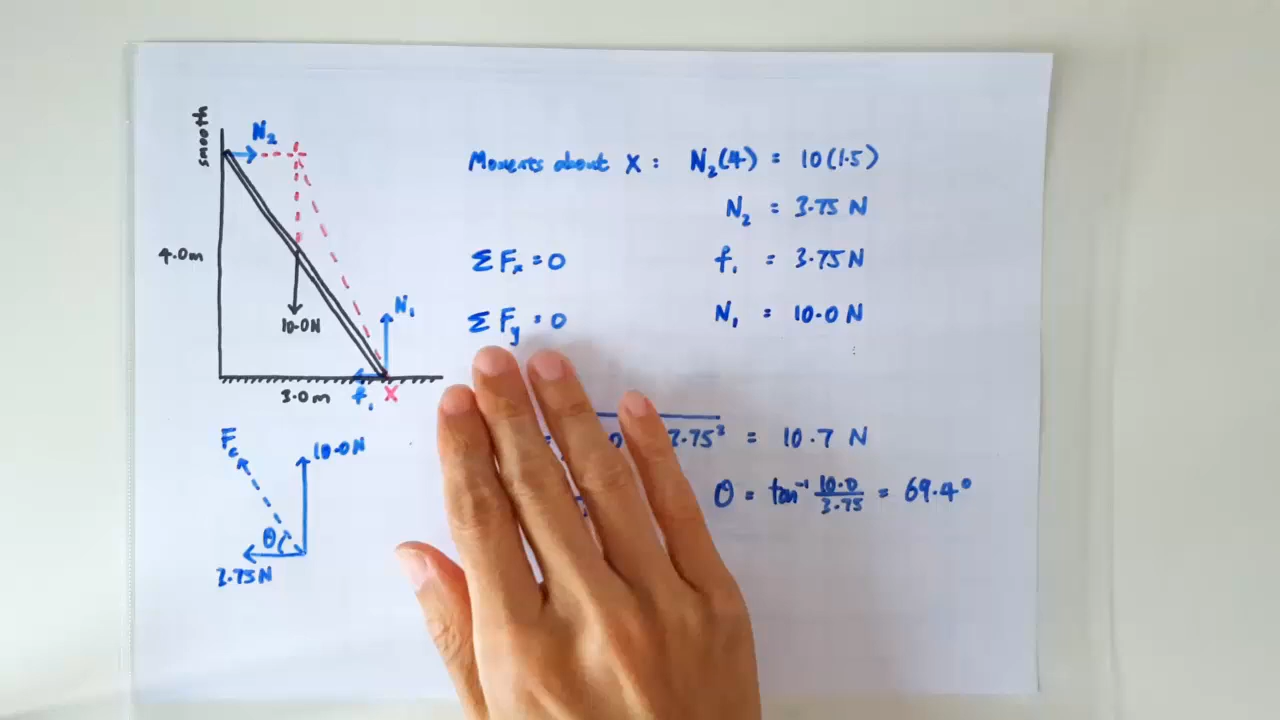 smooth
N₂
4.0m
10.0N
N₁
3.0m
f₁
X
Moments about X : N₂(4) = 10(1.5)
N₂ = 3.75 N
ΣFₓ = 0 f₁ = 3.75 N
ΣF_y = 0 N₁ = 10.0 N
F_c
10.0N
θ
3.75N
3.75² = 10.7 N
θ = tan⁻¹ 10.0/3.75 = 69.4°